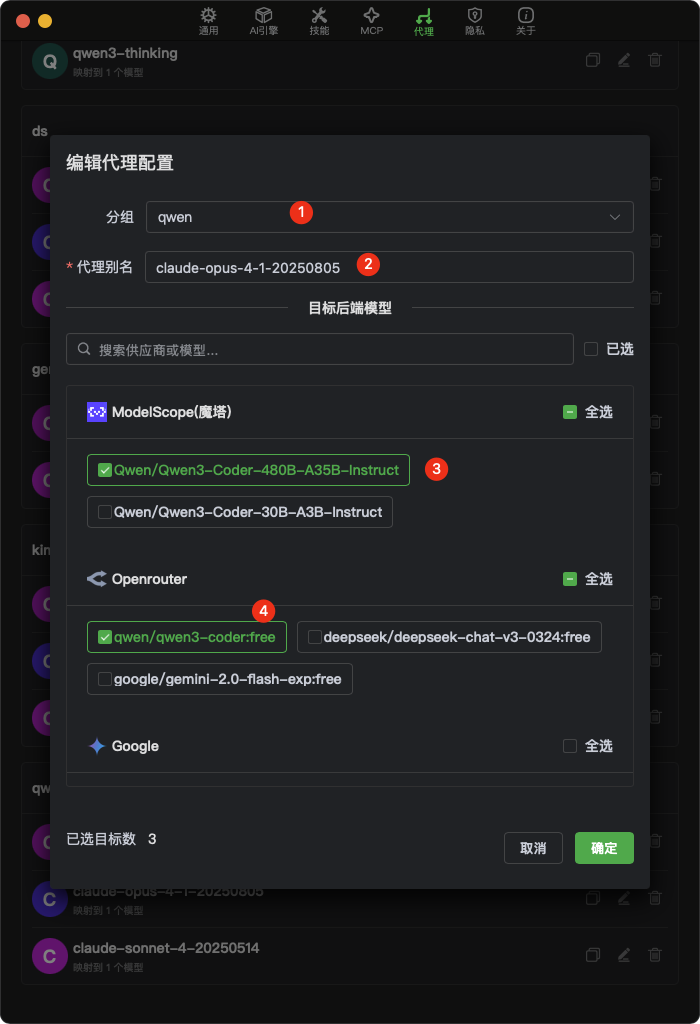 通用 AI引擎 技能 MCP 代理 隐私 关于
Q qwen3-thinking
映射到 1 个模型
ds
编辑代理配置
分组 qwen 1
* 代理别名 claude-opus-4-1-20250805 2
目标后端模型
搜索供应商或模型... 已选
ModelScope(魔塔) 全选
Qwen/Qwen3-Coder-480B-A35B-Instruct 3
Qwen/Qwen3-Coder-30B-A3B-Instruct
Openrouter 全选
4
qwen/qwen3-coder:free deepseek/deepseek-chat-v3-0324:free
google/gemini-2.0-flash-exp:free
Google 全选
已选目标数 3
取消 确定
C claude-opus-4-1-20250805
映射到 1 个模型
C claude-sonnet-4-20250514
映射到 1 个模型